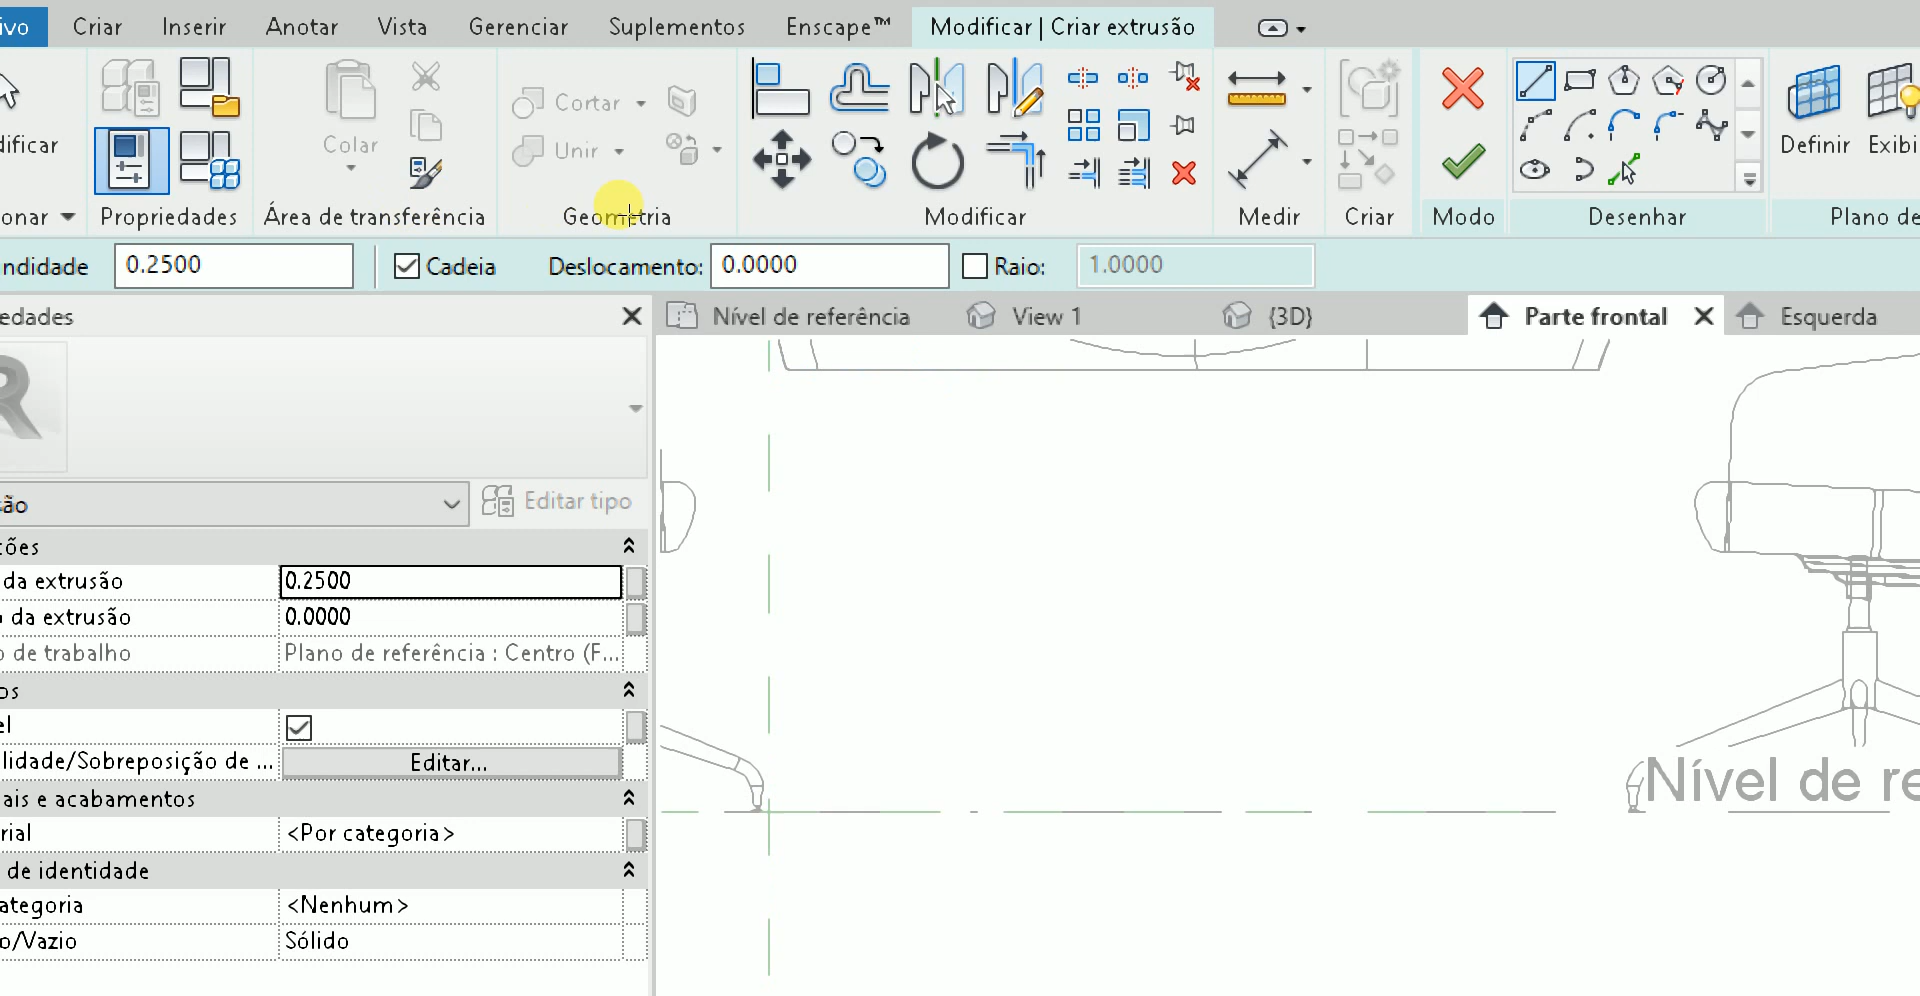 ivo Criar Inserir Anotar Vista Gerenciar Suplementos Enscape™ Modificar | Criar extrusão
dificar Colar Cortar Unir Definir Exibi
onar Propriedades Área de transferência Geometria Modificar Medir Criar Modo Desenhar Plano de
ndidade 0.2500 Cadeia Deslocamento: 0.0000 Raio: 1.0000
edades Nível de referência View 1 {3D} Parte frontal Esquerda
ão Editar tipo
ções
da extrusão 0.2500
o da extrusão 0.0000
o de trabalho Plano de referência : Centro (F...
os
el
lidade/Sobreposição de ... Editar...
Nível de re
ais e acabamentos
rial <Por categoria>
de identidade
ategoria <Nenhum>
o/Vazio Sólido